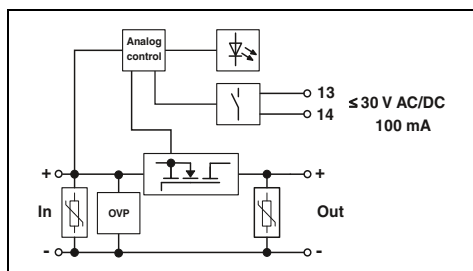 Analog
control
13
14
≤ 30 V AC/DC
100 mA
+
+
In
OVP
Out
-
-